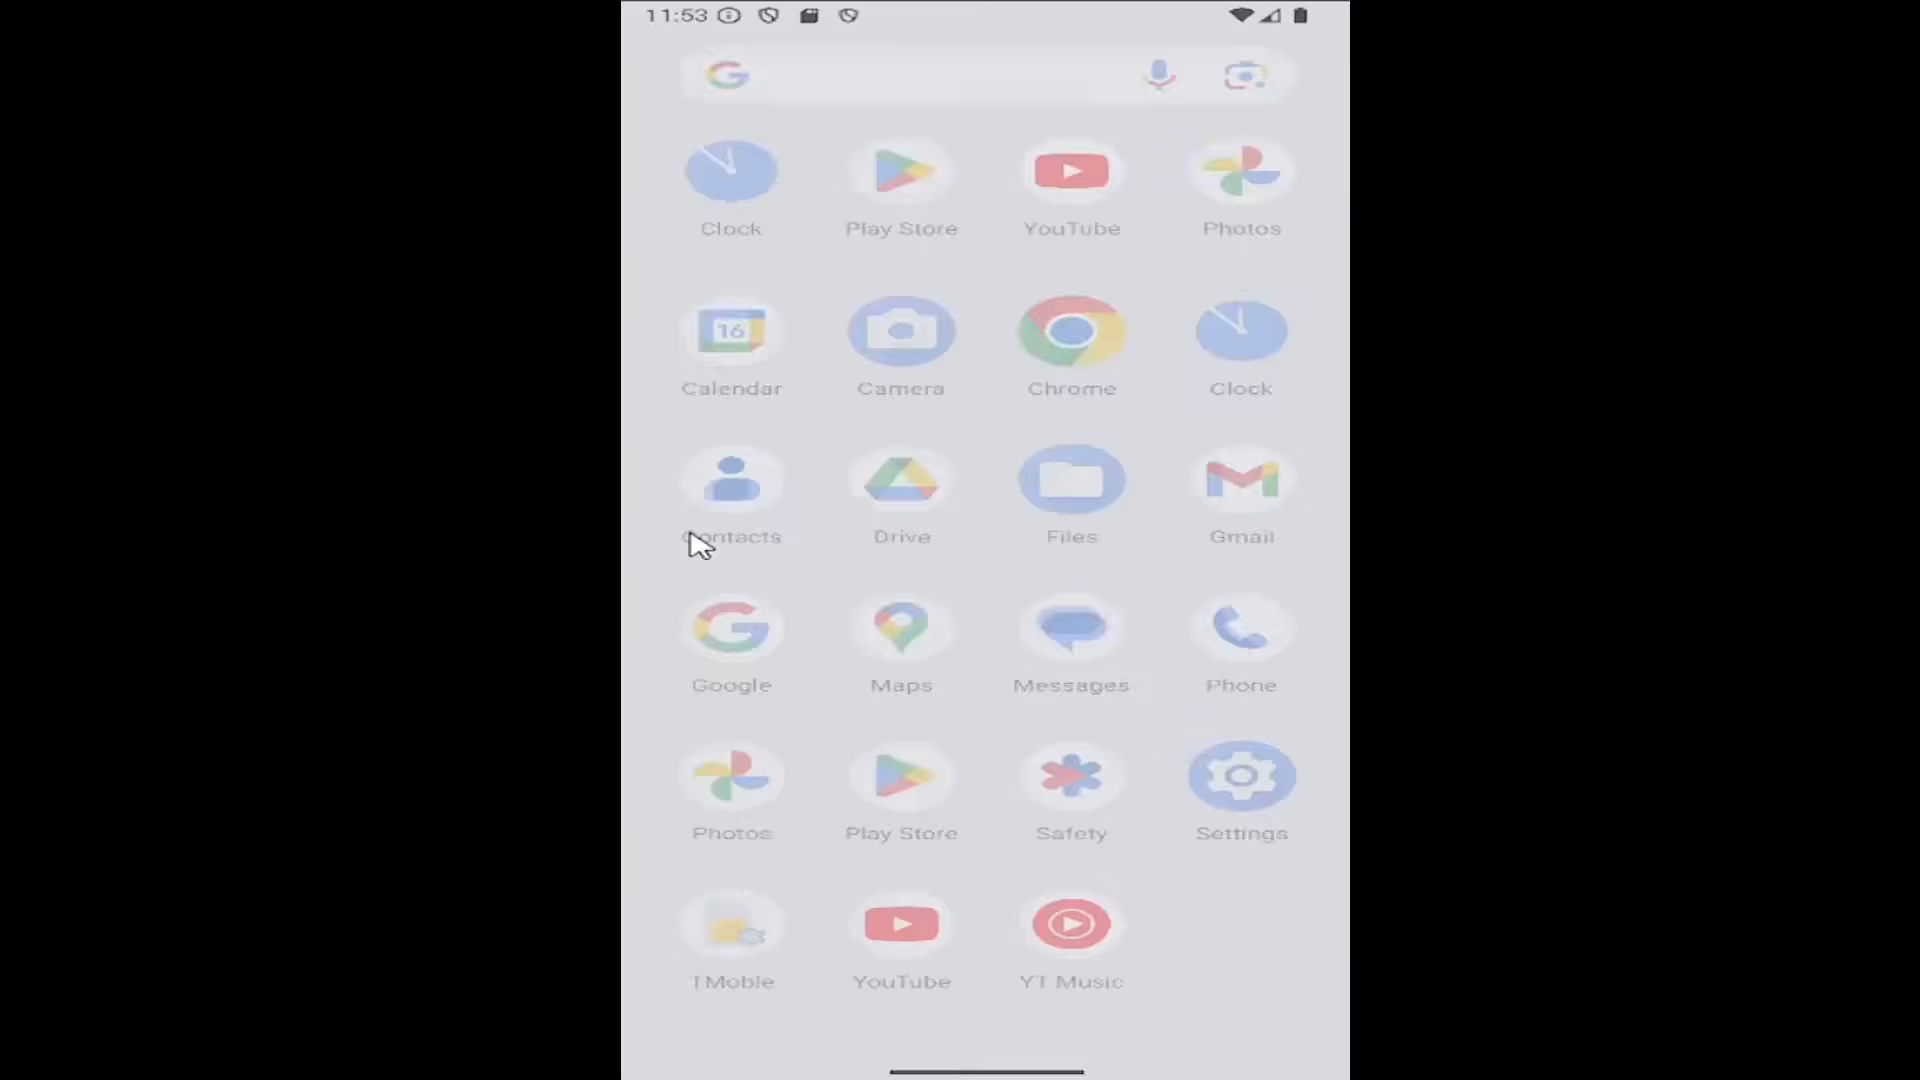 11:53
Clock Play Store YouTube Photos
16
Calendar Camera Chrome Clock
Contacts Drive Files Gmail
Google Maps Messages Phone
Photos Play Store Safety Settings
TMoble YouTube YT Music